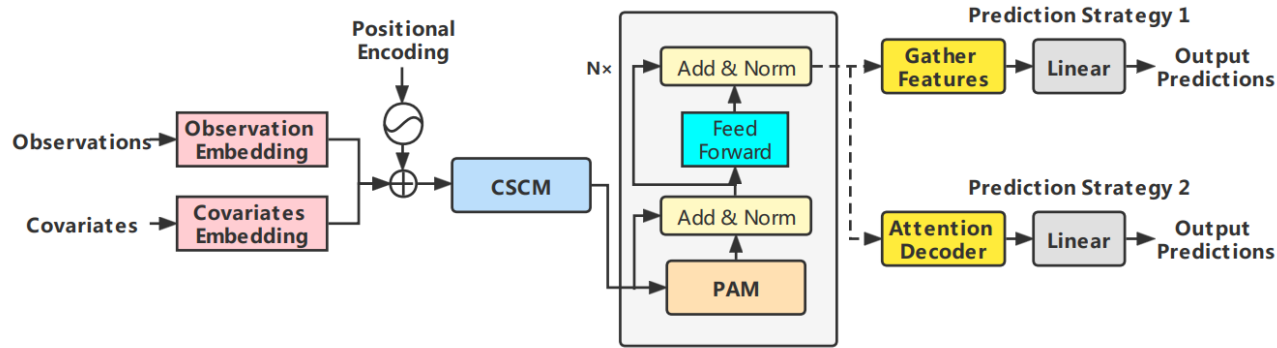 Observations
Covariates
Observation
Embedding
Covariates
Embedding
Positional
Encoding
CSCM
N×
Add & Norm
Feed
Forward
Add & Norm
PAM
Prediction Strategy 1
Gather
Features
Linear
Output
Predictions
Prediction Strategy 2
Attention
Decoder
Linear
Output
Predictions